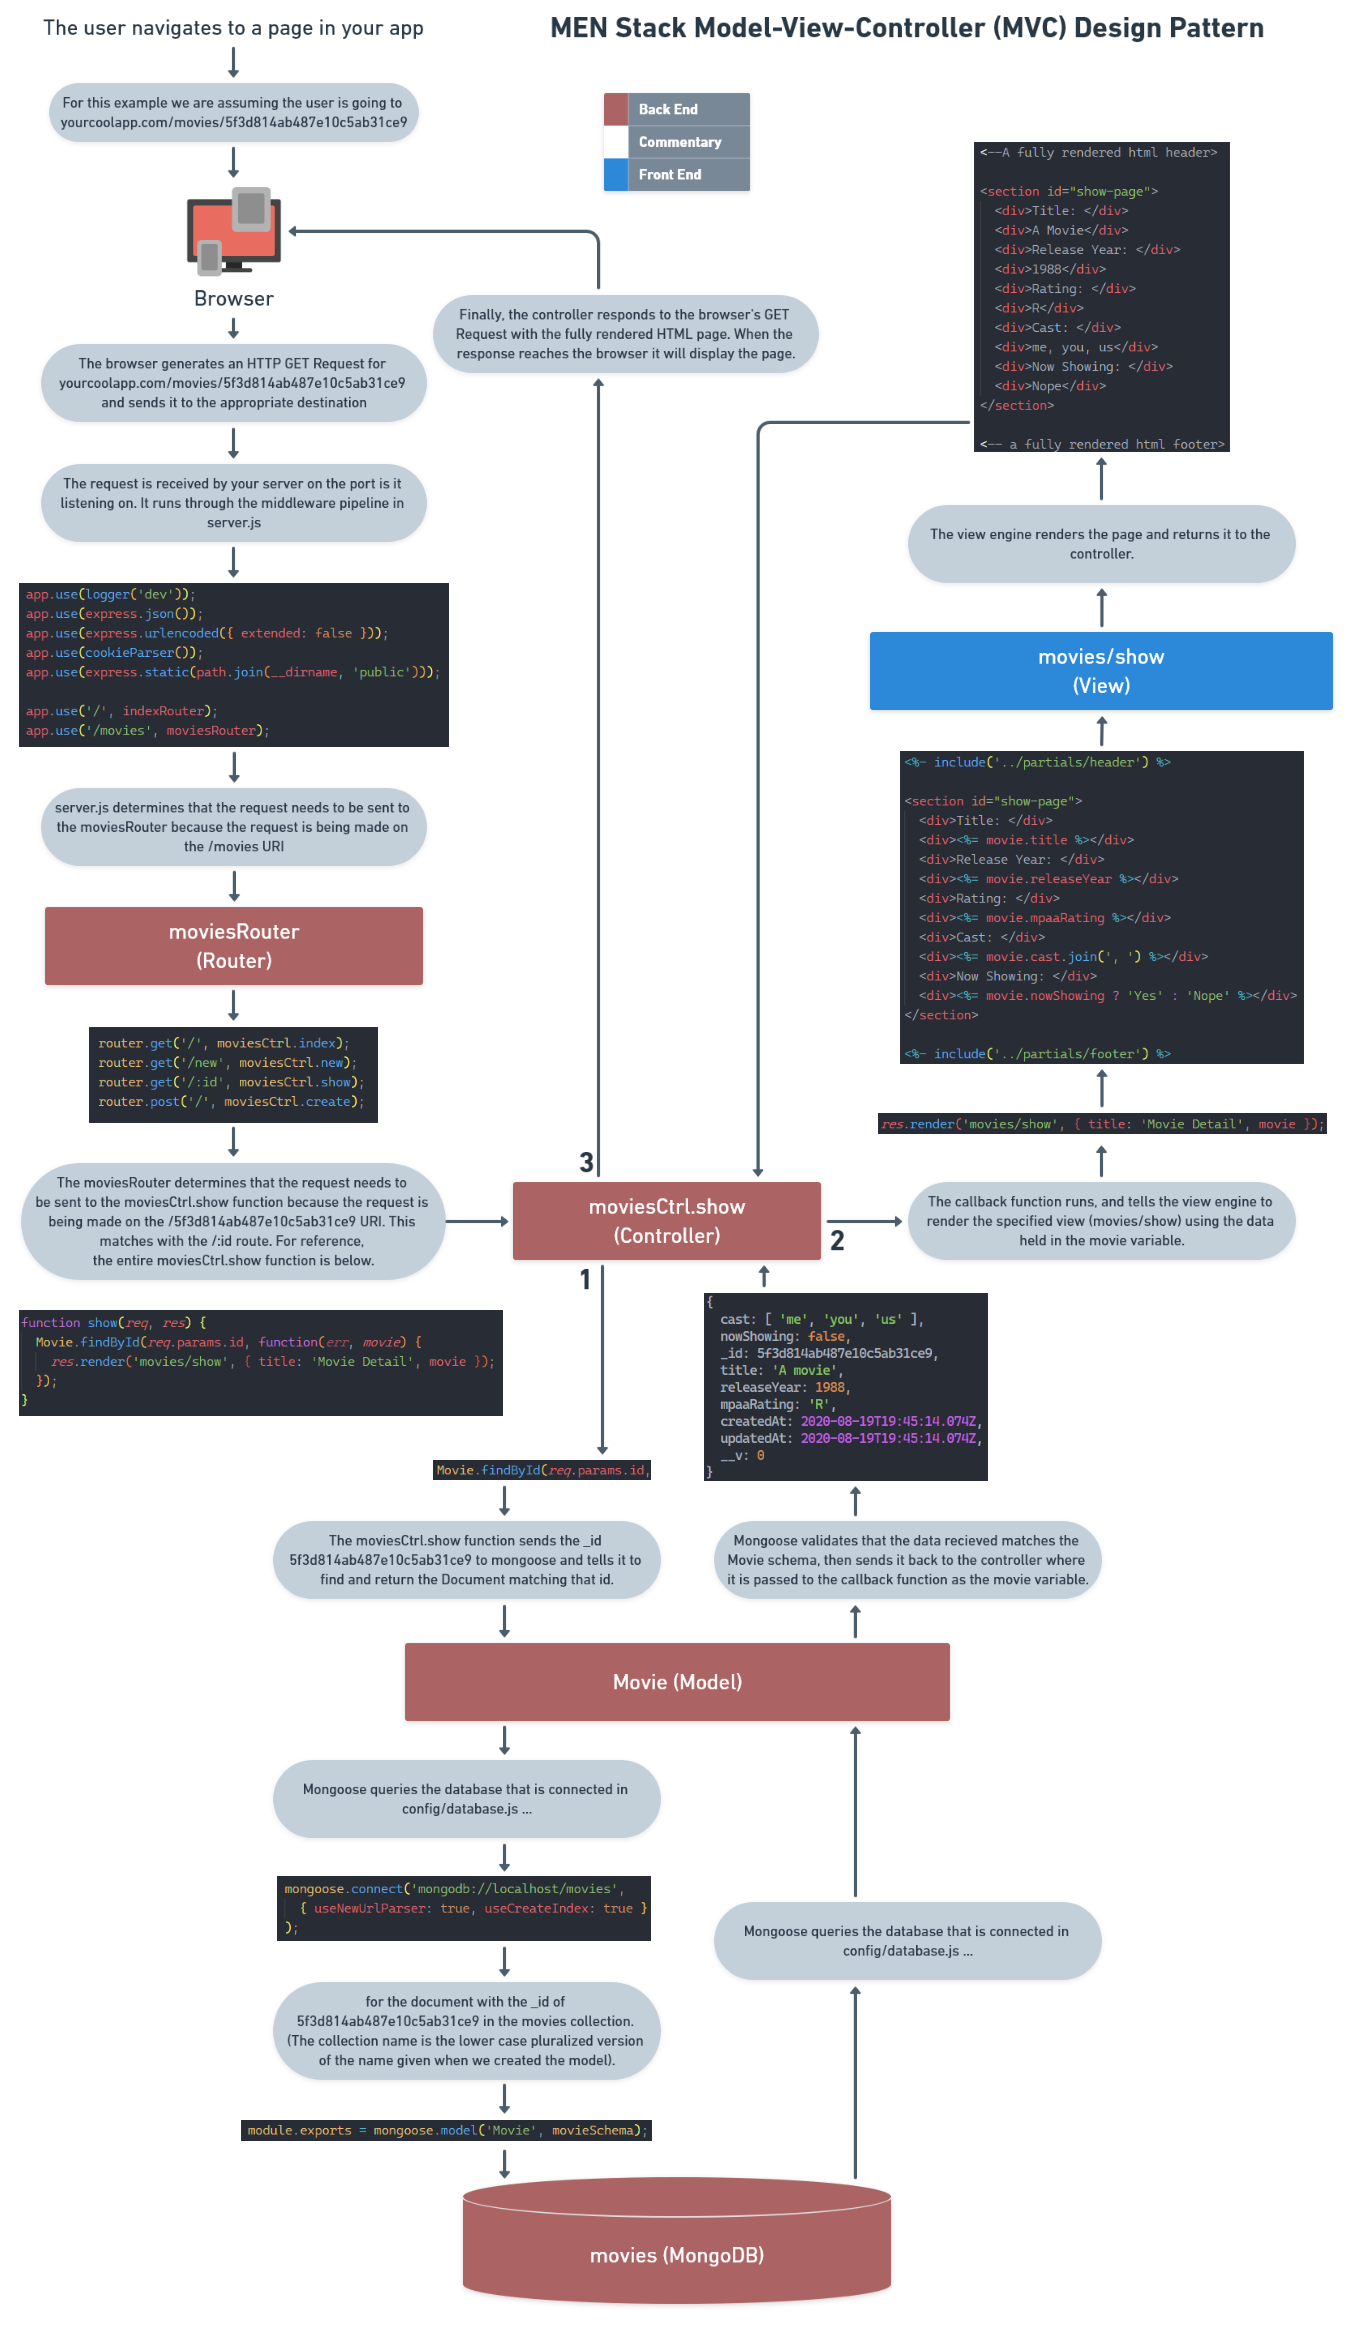 The user navigates to a page in your app
MEN Stack Model-View-Controller (MVC) Design Pattern
For this example we are assuming the user is going to
yourcoolapp.com/movies/5f3d814ab487e10c5ab31ce9
Back End
Commentary
Front End
Browser
The browser generates an HTTP GET Request for
yourcoolapp.com/movies/5f3d814ab487e10c5ab31ce9
and sends it to the appropriate destination
The request is received by your server on the port is it
listening on. It runs through the middleware pipeline in
server.js
app.use(logger('dev'));
app.use(express.json());
app.use(express.urlencoded({ extended: false }));
app.use(cookieParser());
app.use(express.static(path.join(__dirname, 'public')));
app.use('/', indexRouter);
app.use('/movies', moviesRouter);
server.js determines that the request needs to be sent to
the moviesRouter because the request is being made on
the /movies URI
moviesRouter
(Router)
router.get('/', moviesCtrl.index);
router.get('/new', moviesCtrl.new);
router.get('/:id', moviesCtrl.show);
router.post('/', moviesCtrl.create);
The moviesRouter determines that the request needs to
be sent to the moviesCtrl.show function because the request is
being made on the /5f3d814ab487e10c5ab31ce9 URI. This
matches with the /:id route. For reference,
the entire moviesCtrl.show function is below.
function show(req, res) {
Movie.findById(req.params.id, function(err, movie) {
res.render('movies/show', { title: 'Movie Detail', movie });
});
}
moviesCtrl.show
(Controller)
1
Movie.findById(req.params.id,
The moviesCtrl.show function sends the _id
5f3d814ab487e10c5ab31ce9 to mongoose and tells it to
find and return the Document matching that id.
Movie (Model)
Mongoose queries the database that is connected in
config/database.js ...
mongoose.connect('mongodb://localhost/movies',
{ useNewUrlParser: true, useCreateIndex: true }
);
for the document with the _id of
5f3d814ab487e10c5ab31ce9 in the movies collection.
(The collection name is the lower case pluralized version
of the name given when we created the model).
module.exports = mongoose.model('Movie', movieSchema);
movies (MongoDB)
Mongoose queries the database that is connected in
config/database.js ...
Mongoose validates that the data recieved matches the
Movie schema, then sends it back to the controller where
it is passed to the callback function as the movie variable.
{
cast: [ 'me', 'you', 'us' ],
nowShowing: false,
_id: 5f3d814ab487e10c5ab31ce9,
title: 'A movie',
releaseYear: 1988,
mpaaRating: 'R',
createdAt: 2020-08-19T19:45:14.074Z,
updatedAt: 2020-08-19T19:45:14.074Z,
__v: 0
}
2
The callback function runs, and tells the view engine to
render the specified view (movies/show) using the data
held in the movie variable.
res.render('movies/show', { title: 'Movie Detail', movie });
<%- include('../partials/header') %>
<section id="show-page">
<div>Title: </div>
<div><%= movie.title %></div>
<div>Release Year: </div>
<div><%= movie.releaseYear %></div>
<div>Rating: </div>
<div><%= movie.mpaaRating %></div>
<div>Cast: </div>
<div><%= movie.cast.join(', ') %></div>
<div>Now Showing: </div>
<div><%= movie.nowShowing ? 'Yes' : 'Nope' %></div>
</section>
<%- include('../partials/footer') %>
movies/show
(View)
The view engine renders the page and returns it to the
controller.
<--A fully rendered html header>
<section id="show-page">
<div>Title: </div>
<div>A Movie</div>
<div>Release Year: </div>
<div>1988</div>
<div>Rating: </div>
<div>R</div>
<div>Cast: </div>
<div>me, you, us</div>
<div>Now Showing: </div>
<div>Nope</div>
</section>
<-- a fully rendered html footer>
3
Finally, the controller responds to the browser's GET
Request with the fully rendered HTML page. When the
response reaches the browser it will display the page.